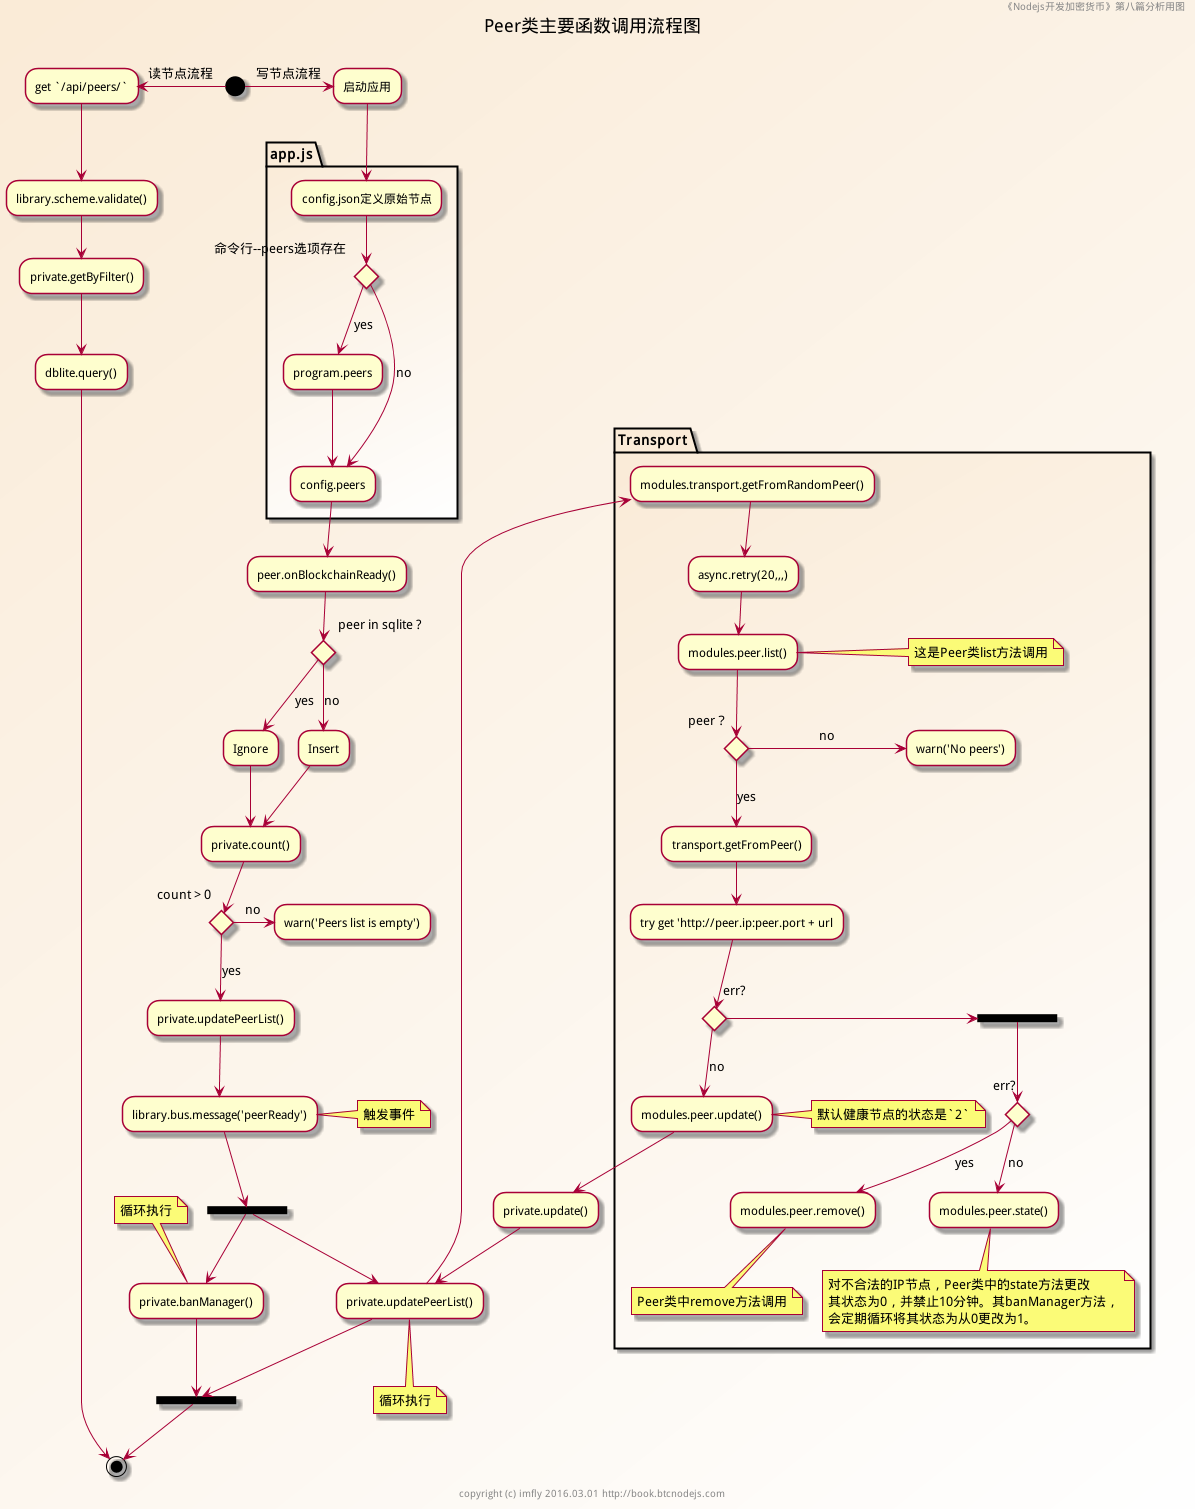 《Nodejs开发加密货币》第八篇分析用图
Peer类主要函数调用流程图
get `/api/peers/`
读节点流程
写节点流程
启动应用
app.js
library.scheme.validate()
config.json定义原始节点
命令行--peers选项存在
private.getByFilter()
yes
dblite.query()
program.peers
no
Transport
config.peers
modules.transport.getFromRandomPeer()
peer.onBlockchainReady()
async.retry(20,,,)
peer in sqlite ?
modules.peer.list()
这是Peer类list方法调用
yes
no
peer ?
no
Ignore
Insert
warn('No peers')
yes
private.count()
transport.getFromPeer()
count > 0
no
warn('Peers list is empty')
try get 'http://peer.ip:peer.port + url
yes
err?
private.updatePeerList()
no
err?
library.bus.message('peerReady')
触发事件
modules.peer.update()
默认健康节点的状态是`2`
yes
no
循环执行
private.update()
modules.peer.remove()
modules.peer.state()
private.banManager()
private.updatePeerList()
Peer类中remove方法调用
对不合法的IP节点，Peer类中的state方法更改
其状态为0，并禁止10分钟。其banManager方法，
会定期循环将其状态为从0更改为1。
循环执行
copyright (c) imfly 2016.03.01 http://book.btcnodejs.com